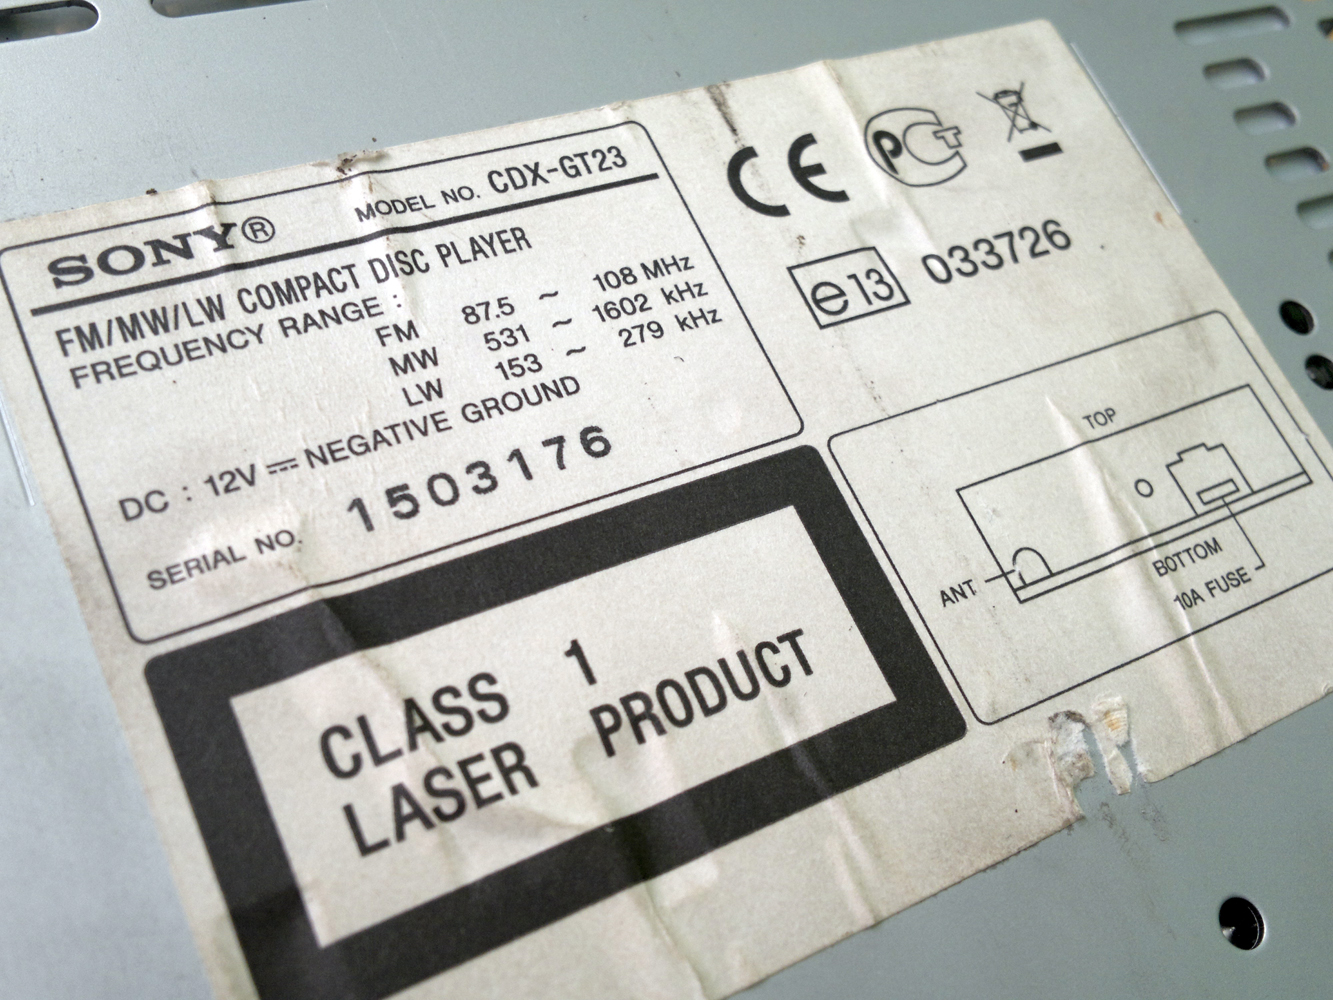 SONY® MODEL NO. CDX-GT23
FM/MW/LW COMPACT DISC PLAYER
FREQUENCY RANGE :
FM 87.5 ~ 108 MHz
MW 531 ~ 1602 kHz
LW 153 ~ 279 kHz
DC : 12V ⎓ NEGATIVE GROUND
SERIAL NO. 1503176
CLASS 1
LASER PRODUCT
CE PCT
e13 033726
TOP
ANT
BOTTOM
10A FUSE